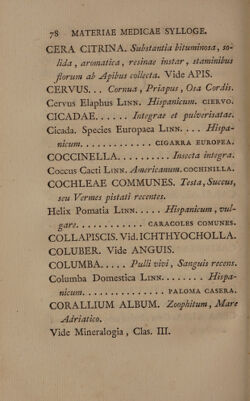 78 MATERIAE MEDICAE SYLLOGE.
CERA CITRINA. Substantia bituminosa, so-
lida, aromatica, resinae instar, staminibus
florum ab Apibus collecta. Vide APIS.
CERVUS... Cornua, Priapus, Osa Cordis.
Cervus Elaphus LINN. Hispanicum. CIERVO.
CICADAE...... Integrae et pulverisatae.
Cicada. Species Europaea LINN.... Hispa-
nicum.............. CIGARRA EUROPEA.
COCCINELLA.......... Insecta integra.
Coccus Cacti LINN. Americanum. COCHINILLA.
COCHLEAE COMMUNES. Testa, Succus,
seu Vermes pistati recentes.
Helix Pomatia LINN..... Hispanicum, vul-
gare............ CARACOLES COMUNES.
COLLAPISCIS. Vid. ICHTHYOCHOLLA.
COLUBER. Vide ANGUIS.
COLUMBA..... Pulli vivi, Sanguis recens.
Columba Domestica LINN........ Hispa-
nicum.............. PALOMA CASERA.
CORALLIUM ALBUM. Zoophitum, Mare
Adriatico.
Vide Mineralogia, Clas. III.